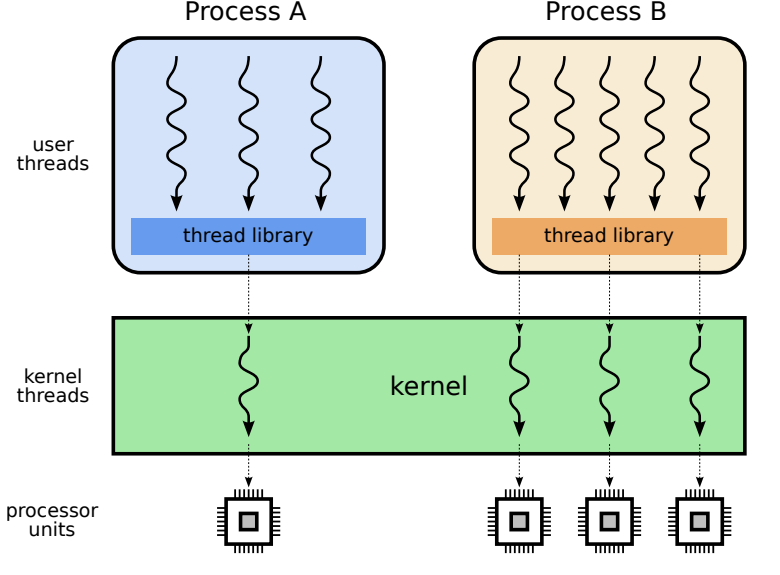 Process A
Process B
user
threads
thread library
thread library
kernel
threads
kernel
processor
units